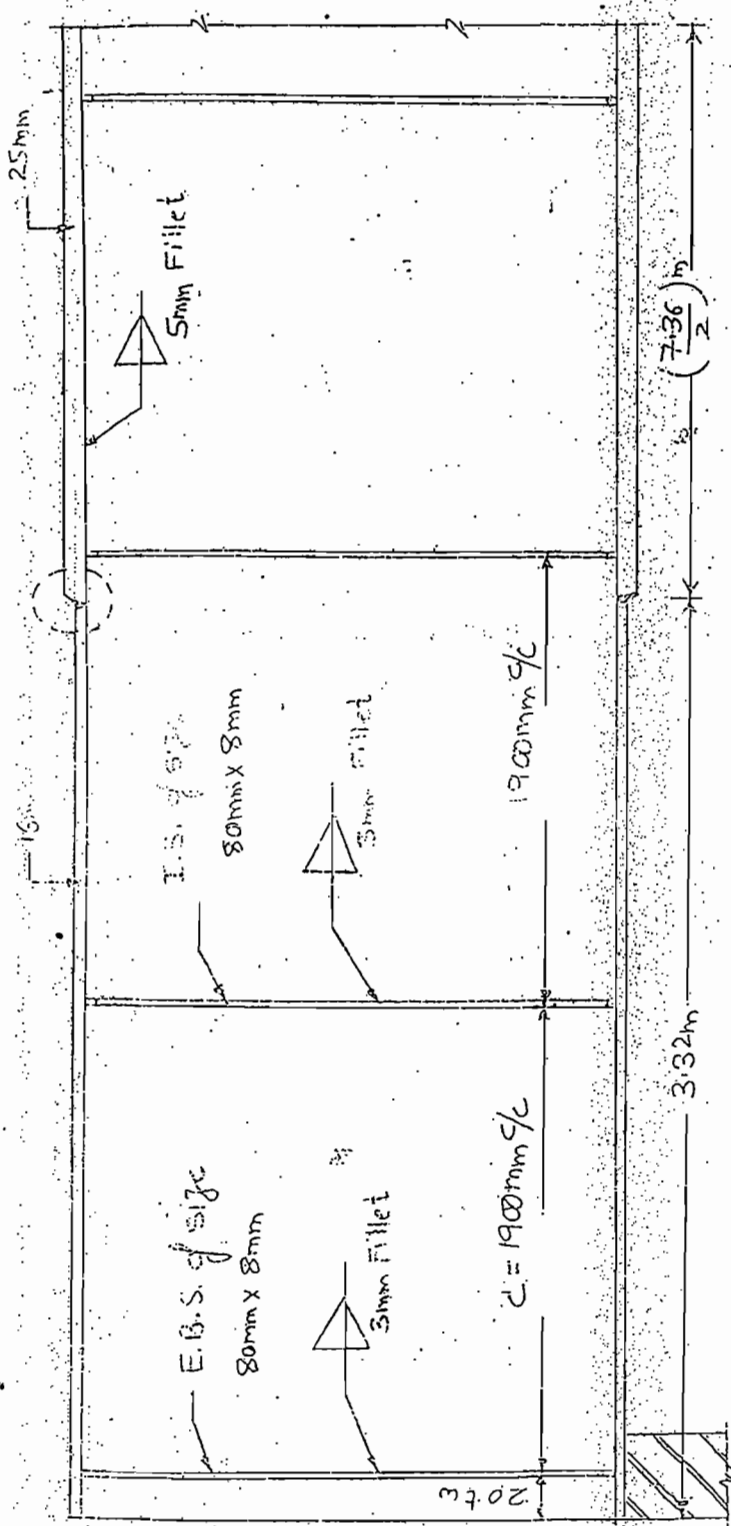 25mm
5mm Fillet
(7.36/2)m
I.S. of
80mm X 8mm
3mm Fillet
1900mm c/c
3.32m
E.B.S. of size
80mm X 8mm
3mm Fillet
C = 1900mm c/c